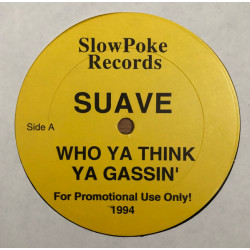 SlowPoke
Records
SUAVE
Side A
WHO YA THINK
YA GASSIN'
For Promotional Use Only!
1994